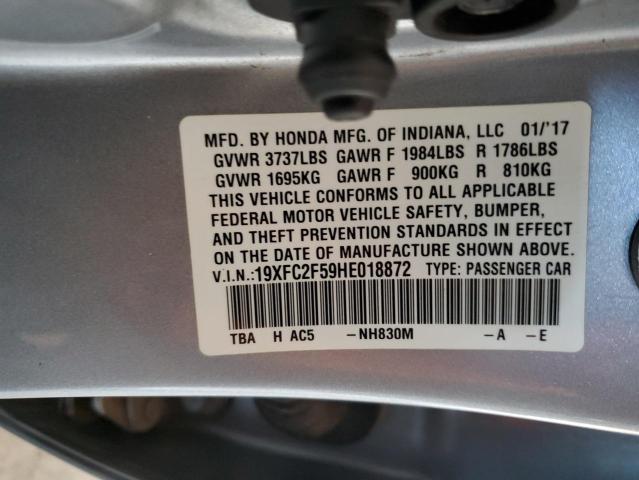 MFD. BY HONDA MFG. OF INDIANA, LLC 01/'17
GVWR 3737LBS GAWR F 1984LBS R 1786LBS
GVWR 1695KG GAWR F 900KG R 810KG
THIS VEHICLE CONFORMS TO ALL APPLICABLE
FEDERAL MOTOR VEHICLE SAFETY, BUMPER,
AND THEFT PREVENTION STANDARDS IN EFFECT
ON THE DATE OF MANUFACTURE SHOWN ABOVE.
V.I.N.:19XFC2F59HE018872 TYPE: PASSENGER CAR
TBA H AC5 -NH830M -A -E